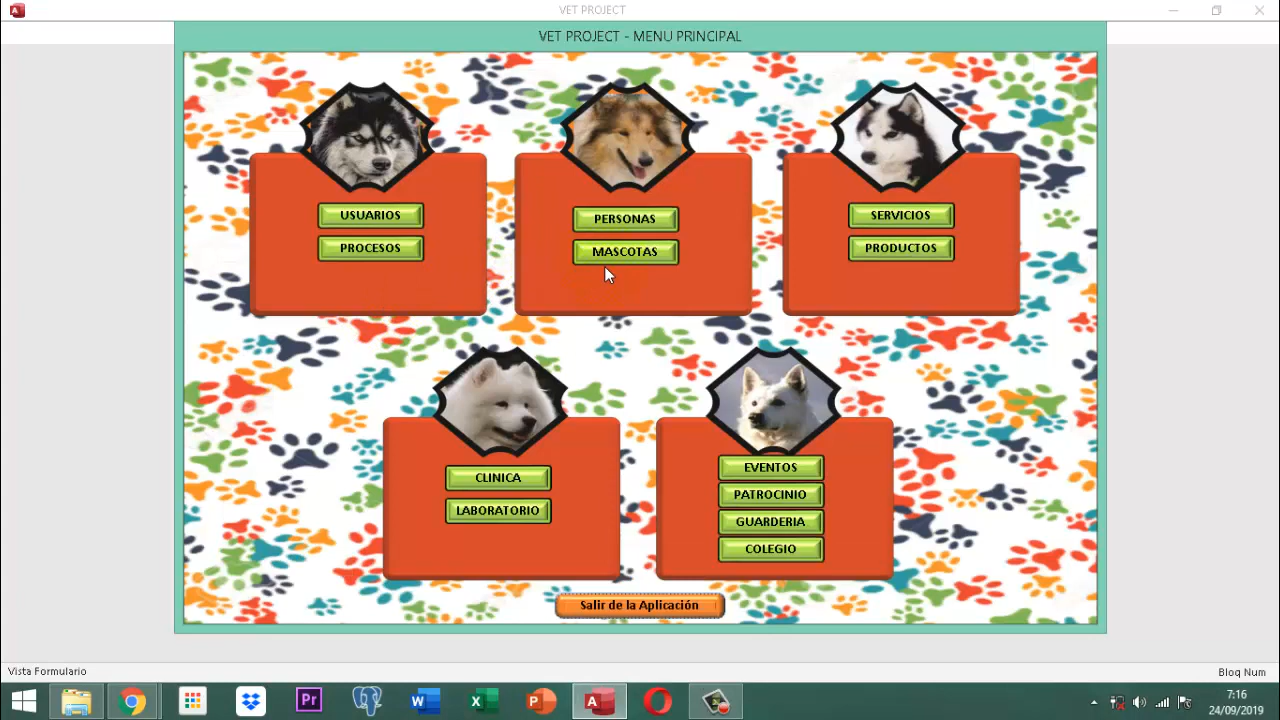 VET PROJECT
VET PROJECT - MENU PRINCIPAL
USUARIOS
PROCESOS
PERSONAS
MASCOTAS
SERVICIOS
PRODUCTOS
CLINICA
LABORATORIO
EVENTOS
PATROCINIO
GUARDERIA
COLEGIO
Salir de la Aplicación
Vista Formulario
Bloq Num
Pr
W
X
P
A
7:16
24/09/2019